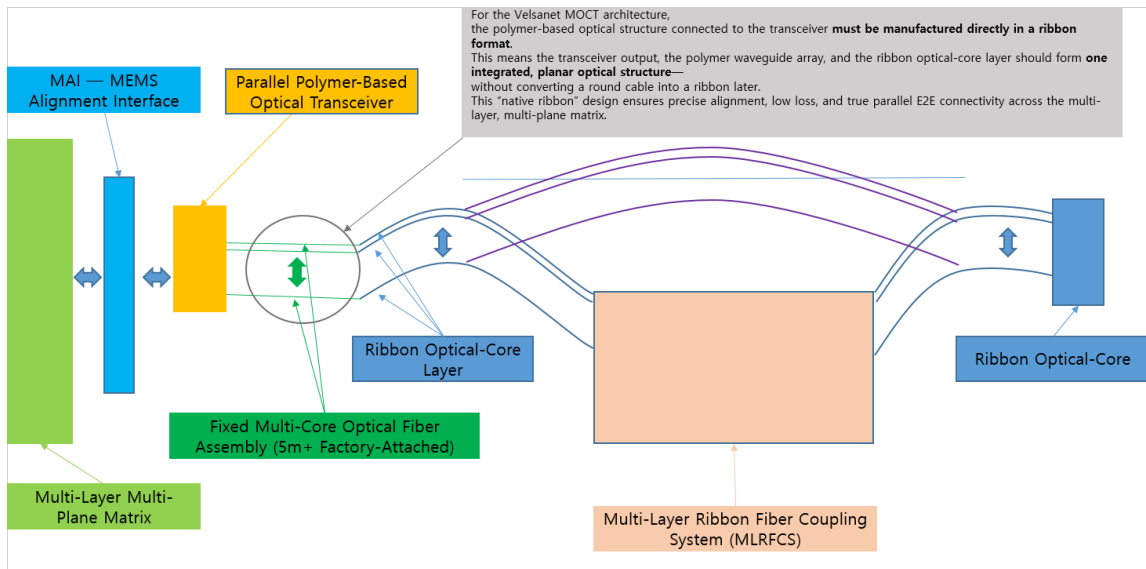 For the Velsanet MOCT architecture,
the polymer-based optical structure connected to the transceiver must be manufactured directly in a ribbon
format.
This means the transceiver output, the polymer waveguide array, and the ribbon optical-core layer should form one
integrated, planar optical structure—
without converting a round cable into a ribbon later.
This “native ribbon” design ensures precise alignment, low loss, and true parallel E2E connectivity across the multi-
layer, multi-plane matrix.
MAI — MEMS
Alignment Interface
Parallel Polymer-Based
Optical Transceiver
Ribbon Optical-Core
Layer
Ribbon Optical-Core
Fixed Multi-Core Optical Fiber
Assembly (5m+ Factory-Attached)
Multi-Layer Multi-
Plane Matrix
Multi-Layer Ribbon Fiber Coupling
System (MLRFCS)